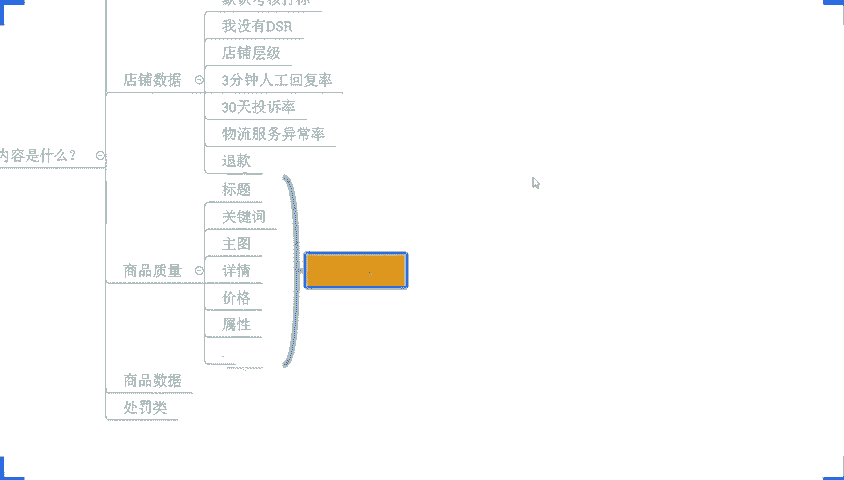 我没有DSR
店铺层级
店铺数据
3分钟人工回复率
30天投诉率
物流服务异常率
内容是什么？
退款
标题
关键词
主图
商品质量
详情
价格
属性
商品数据
处罚类